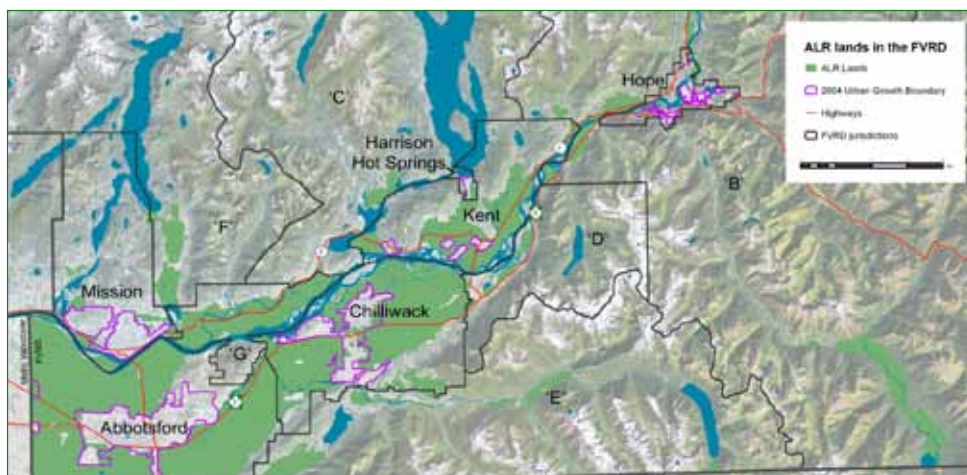 ALR lands in the FVRD
ALR Lands
2004 Urban Growth Boundary
Highways
FVRD jurisdictions
Hope
'C'
Harrison
Hot Springs
'B'
Kent
'F'
'D'
Mission
Chilliwack
'G'
FVRD
'E'
Abbotsford